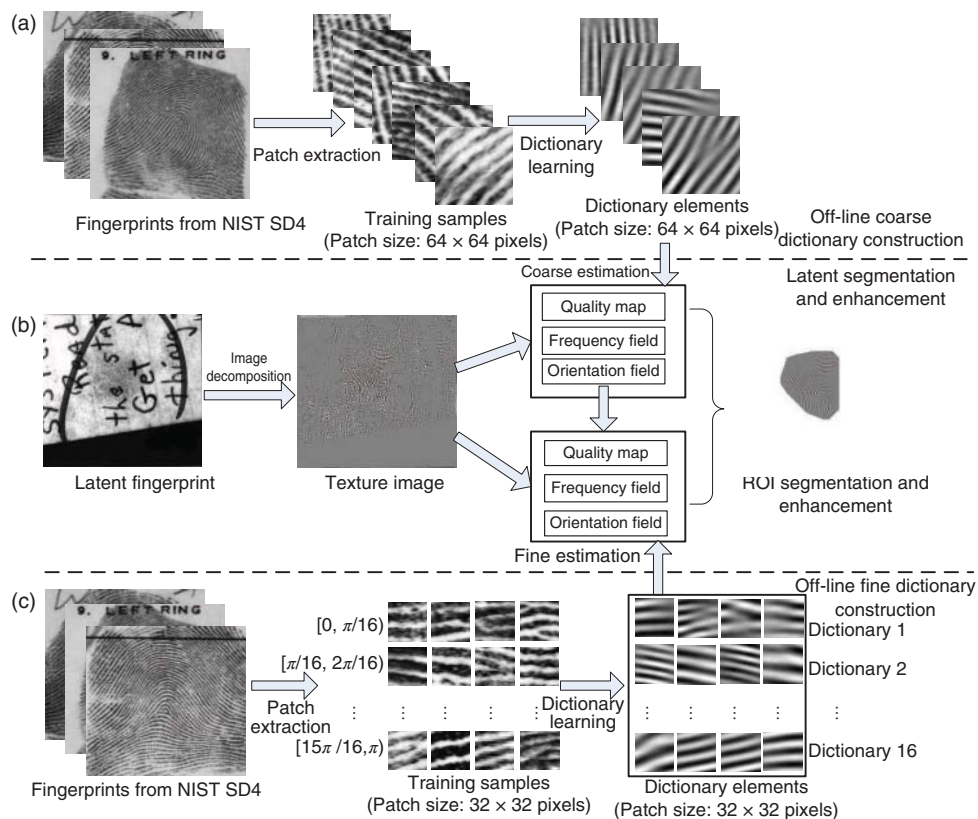 (a)
9. LEFT RING
Patch extraction
Dictionary
learning
Fingerprints from NIST SD4
Training samples
(Patch size: 64 × 64 pixels)
Dictionary elements
(Patch size: 64 × 64 pixels)
Off-line coarse
dictionary construction
Coarse estimation
Latent segmentation
and enhancement
(b)
Quality map
Frequency field
Orientation field
Image
decomposition
the
Get
thing
Latent fingerprint
Texture image
Quality map
Frequency field
Orientation field
ROI segmentation and
enhancement
Fine estimation
(c)
9. LEFT RING
Off-line fine dictionary
construction
[0, π/16)
Dictionary 1
[π/16, 2π/16)
Dictionary 2
Patch
extraction
Dictionary
learning
[15π/16,π)
Dictionary 16
Fingerprints from NIST SD4
Training samples
(Patch size: 32 × 32 pixels)
Dictionary elements
(Patch size: 32 × 32 pixels)